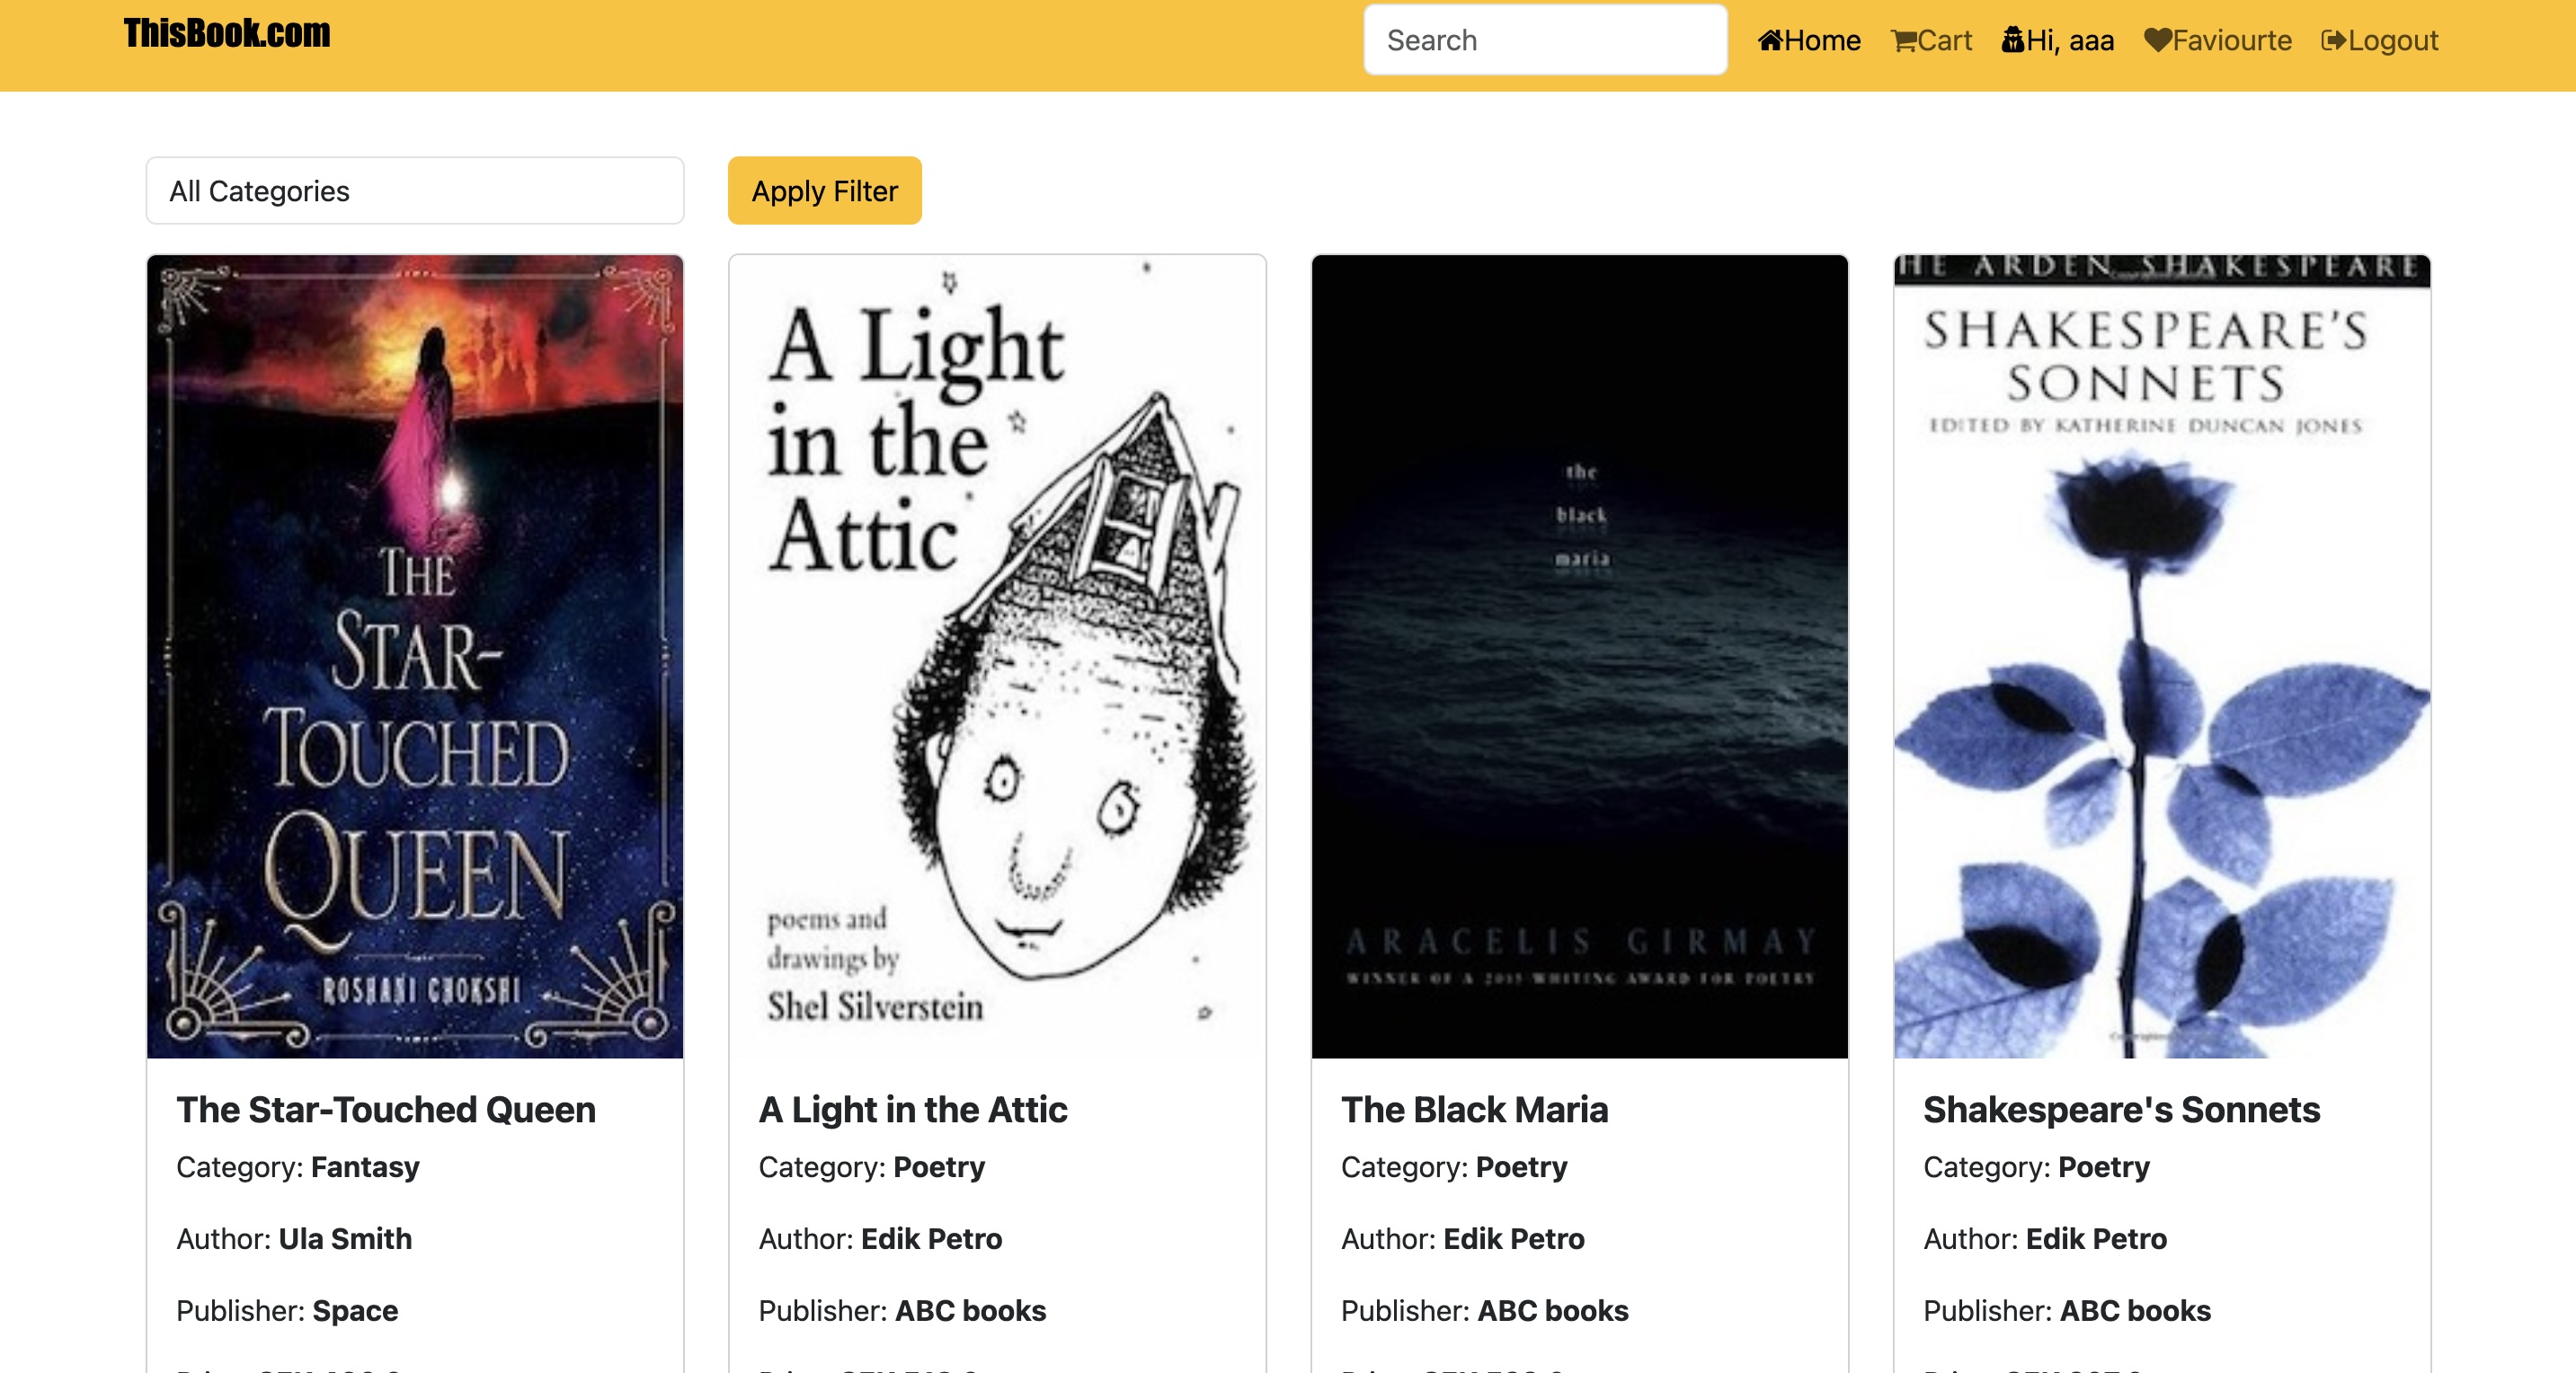 ThisBook.com
Search
Home
Cart
Hi, aaa
Faviourte
Logout
All Categories
Apply Filter
THE
STAR-
TOUCHED
QUEEN
ROSHANI CHOKSHI
A Light
in the
Attic
poems and
drawings by
Shel Silverstein
the
black
maria
ARACELIS GIRMAY
WINNER OF A 2015 WHITING AWARD FOR POETRY
HE ARDEN SHAKESPEARE
SHAKESPEARE'S
SONNETS
EDITED BY KATHERINE DUNCAN JONES
The Star-Touched Queen
Category: Fantasy
Author: Ula Smith
Publisher: Space
A Light in the Attic
Category: Poetry
Author: Edik Petro
Publisher: ABC books
The Black Maria
Category: Poetry
Author: Edik Petro
Publisher: ABC books
Shakespeare's Sonnets
Category: Poetry
Author: Edik Petro
Publisher: ABC books